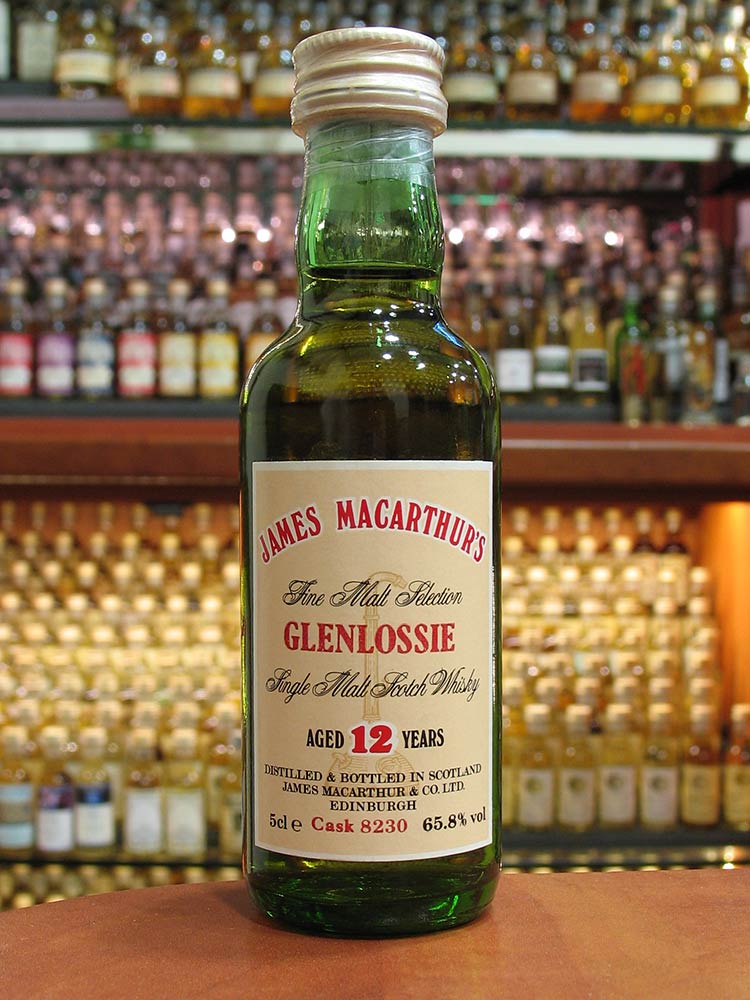 JAMES MACARTHUR'S
Fine Malt Selection
GLENLOSSIE
Single Malt Scotch Whisky
AGED 12 YEARS
DISTILLED & BOTTLED IN SCOTLAND
JAMES MACARTHUR & CO. LTD.
EDINBURGH
5cl e Cask 8230 65.8% vol